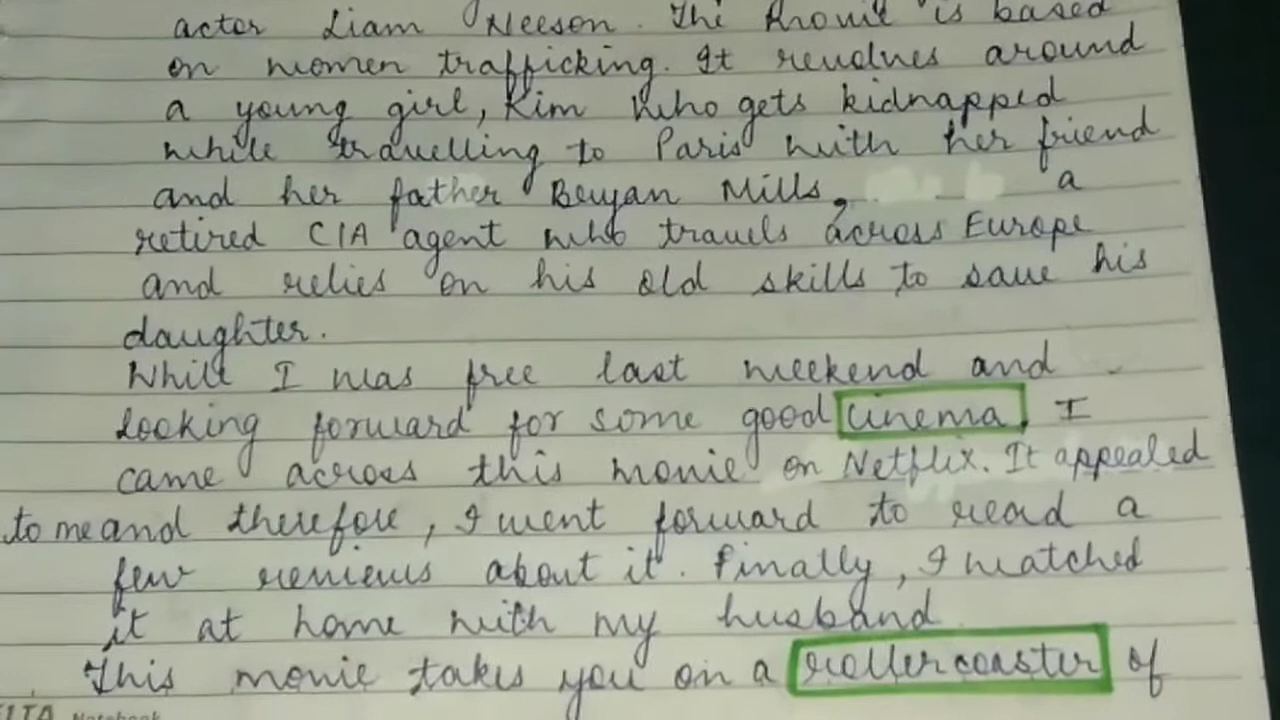 actor Liam Neeson. The Movie is based
on women trafficking. It revolves around
a young girl, Kim who gets kidnapped
while travelling to Paris with her friend
and her father Beyan Mills, a
retired CIA agent who travels across Europe
and relies on his old skills to save his
daughter.
While I was free last weekend and
looking forward for some good cinema, I
came across this movie on Netflix. It appealed
to me and therefore, I went forward to read a
few reviews about it. Finally, I watched
it at home with my husband.
This movie takes you on a rollercoaster of
Notebook